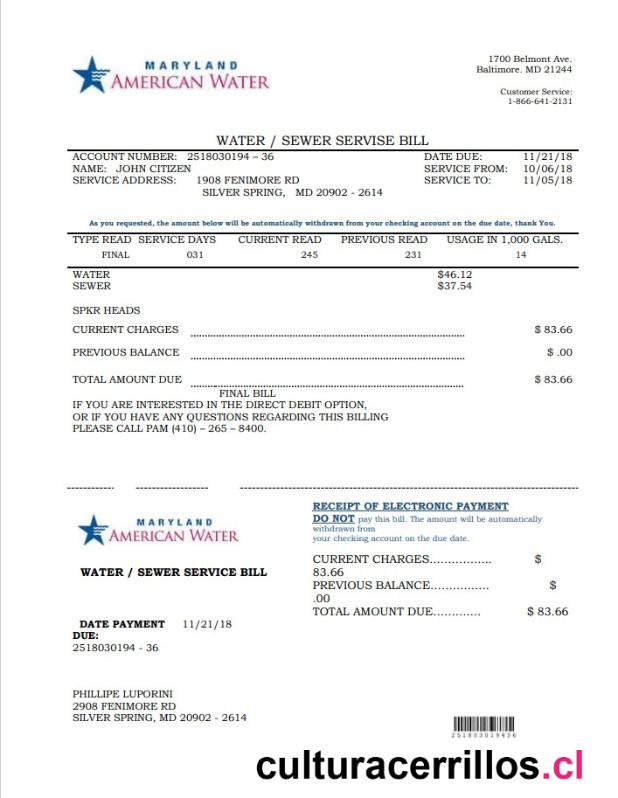 MARYLAND
AMERICAN WATER
1700 Belmont Ave.
Baltimore. MD 21244
Customer Service:
1-866-641-2131
WATER / SEWER SERVISE BILL
ACCOUNT NUMBER: 2518030194 – 36 DATE DUE: 11/21/18
NAME: JOHN CITIZEN SERVICE FROM: 10/06/18
SERVICE ADDRESS: 1908 FENIMORE RD SERVICE TO: 11/05/18
SILVER SPRING, MD 20902 - 2614
As you requested, the amount below will be automatically withdrawn from your checking account on the due date, thank You.
TYPE READ SERVICE DAYS CURRENT READ PREVIOUS READ USAGE IN 1,000 GALS.
FINAL 031 245 231 14
WATER $46.12
SEWER $37.54
SPKR HEADS
CURRENT CHARGES $ 83.66
PREVIOUS BALANCE $ .00
TOTAL AMOUNT DUE $ 83.66
FINAL BILL
IF YOU ARE INTERESTED IN THE DIRECT DEBIT OPTION,
OR IF YOU HAVE ANY QUESTIONS REGARDING THIS BILLING
PLEASE CALL PAM (410) – 265 – 8400.
MARYLAND
AMERICAN WATER
WATER / SEWER SERVICE BILL
DATE PAYMENT 11/21/18
DUE:
2518030194 - 36
RECEIPT OF ELECTRONIC PAYMENT
DO NOT pay this bill. The amount will be automatically
withdrawn from
your checking account on the due date.
CURRENT CHARGES................ $
83.66
PREVIOUS BALANCE............... $
.00
TOTAL AMOUNT DUE............ $ 83.66
PHILLIPE LUPORINI
2908 FENIMORE RD
SILVER SPRING, MD 20902 - 2614
251803019436
culturacerrillos.cl